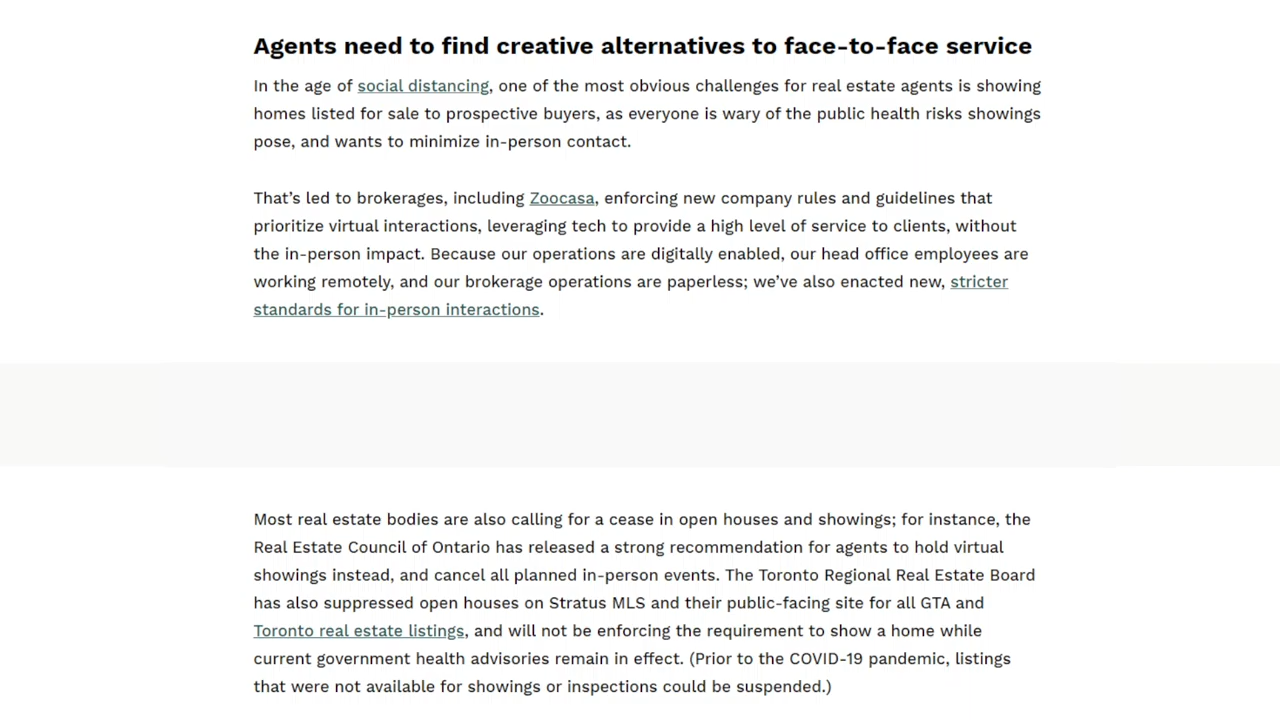 Agents need to find creative alternatives to face-to-face service
In the age of social distancing, one of the most obvious challenges for real estate agents is showing
homes listed for sale to prospective buyers, as everyone is wary of the public health risks showings
pose, and wants to minimize in-person contact.
That’s led to brokerages, including Zoocasa, enforcing new company rules and guidelines that
prioritize virtual interactions, leveraging tech to provide a high level of service to clients, without
the in-person impact. Because our operations are digitally enabled, our head office employees are
working remotely, and our brokerage operations are paperless; we’ve also enacted new, stricter
standards for in-person interactions.
Most real estate bodies are also calling for a cease in open houses and showings; for instance, the
Real Estate Council of Ontario has released a strong recommendation for agents to hold virtual
showings instead, and cancel all planned in-person events. The Toronto Regional Real Estate Board
has also suppressed open houses on Stratus MLS and their public-facing site for all GTA and
Toronto real estate listings, and will not be enforcing the requirement to show a home while
current government health advisories remain in effect. (Prior to the COVID-19 pandemic, listings
that were not available for showings or inspections could be suspended.)